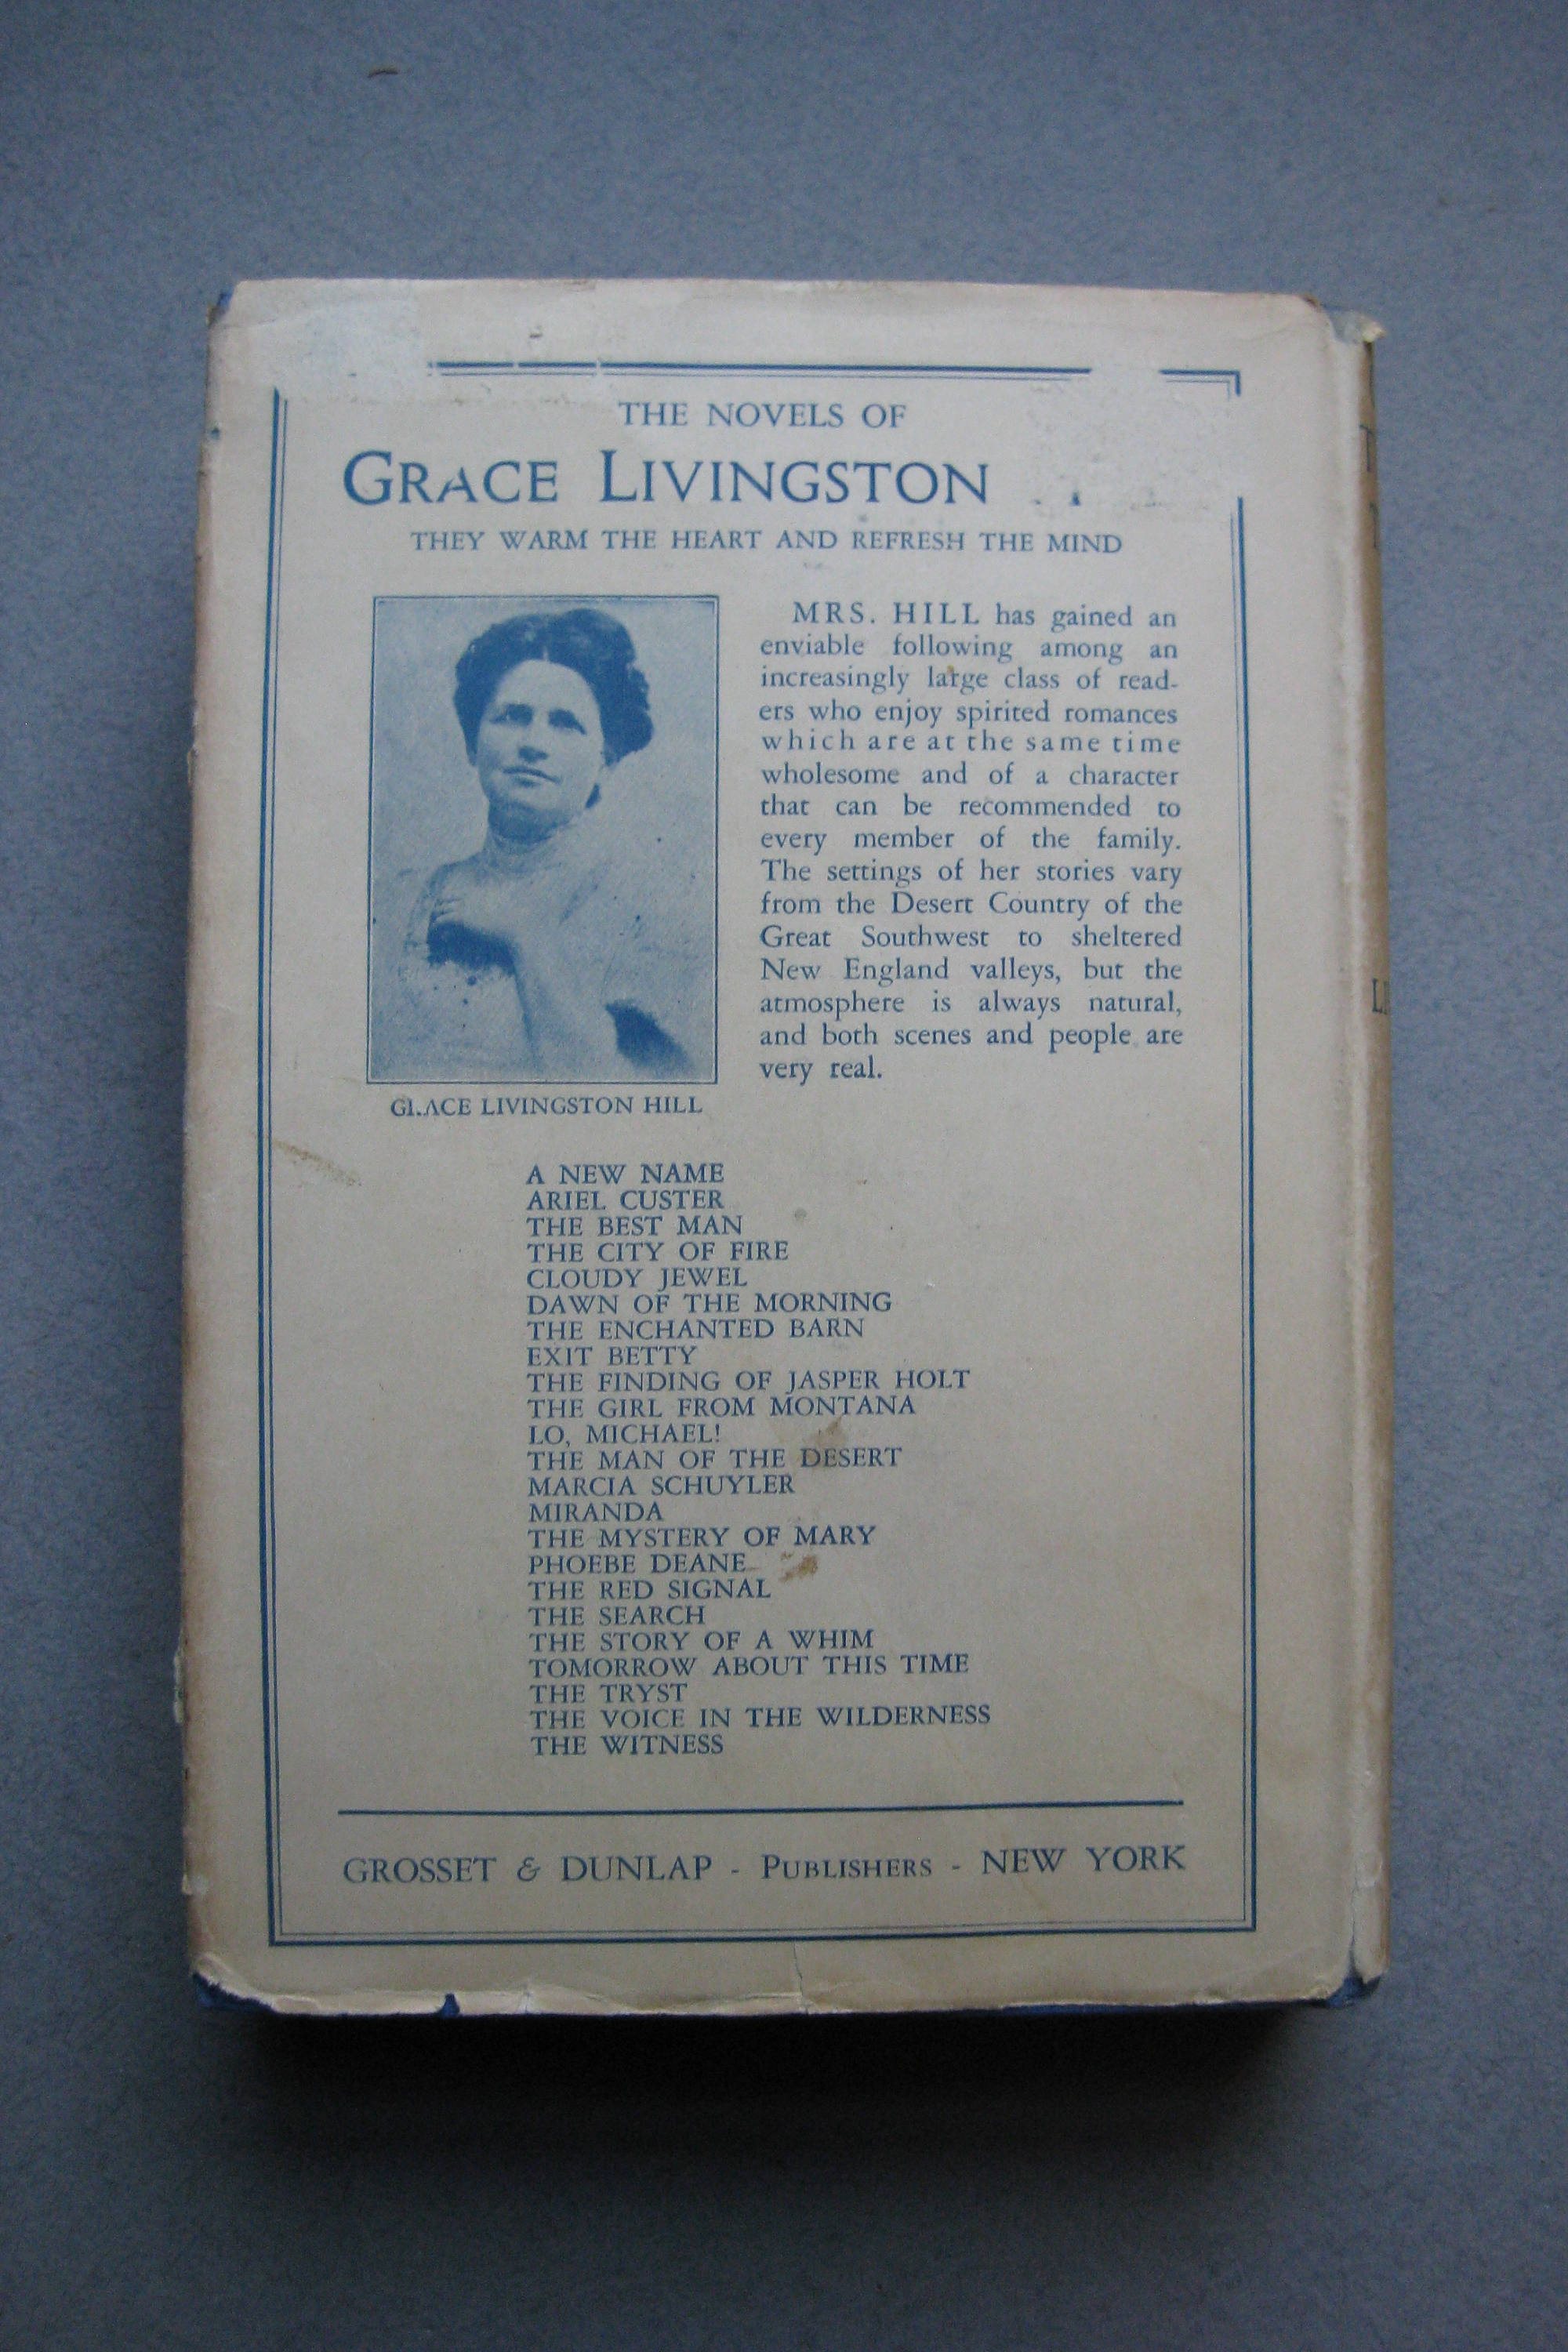 THE NOVELS OF
GRACE LIVINGSTON
THEY WARM THE HEART AND REFRESH THE MIND
MRS. HILL has gained an
enviable following among an
increasingly large class of read-
ers who enjoy spirited romances
which are at the same time
wholesome and of a character
that can be recommended to
every member of the family.
The settings of her stories vary
from the Desert Country of the
Great Southwest to sheltered
New England valleys, but the
atmosphere is always natural,
and both scenes and people are
very real.
GRACE LIVINGSTON HILL
A NEW NAME
ARIEL CUSTER
THE BEST MAN
THE CITY OF FIRE
CLOUDY JEWEL
DAWN OF THE MORNING
THE ENCHANTED BARN
EXIT BETTY
THE FINDING OF JASPER HOLT
THE GIRL FROM MONTANA
LO, MICHAEL!
THE MAN OF THE DESERT
MARCIA SCHUYLER
MIRANDA
THE MYSTERY OF MARY
PHOEBE DEANE
THE RED SIGNAL
THE SEARCH
THE STORY OF A WHIM
TOMORROW ABOUT THIS TIME
THE TRYST
THE VOICE IN THE WILDERNESS
THE WITNESS
GROSSET & DUNLAP - PUBLISHERS - NEW YORK